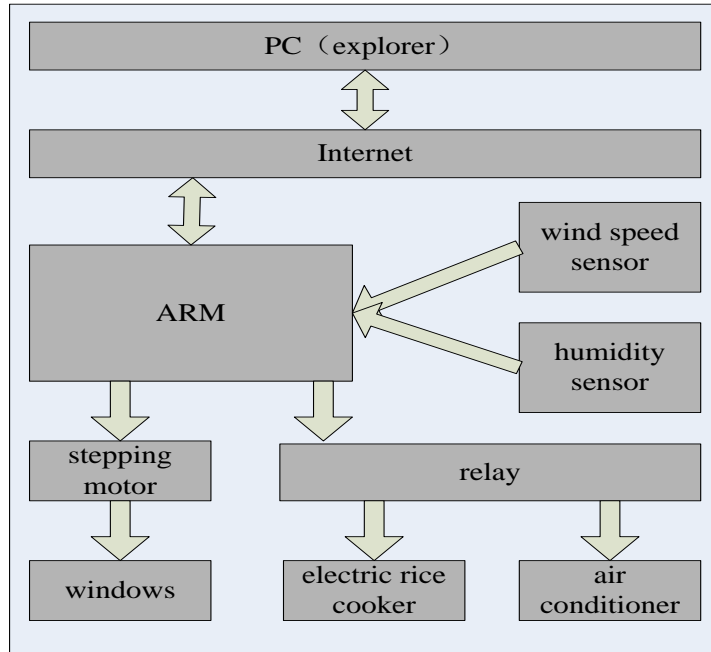 PC（explorer）
Internet
wind speed
sensor
ARM
humidity
sensor
stepping
motor
relay
windows
electric rice
cooker
air
conditioner